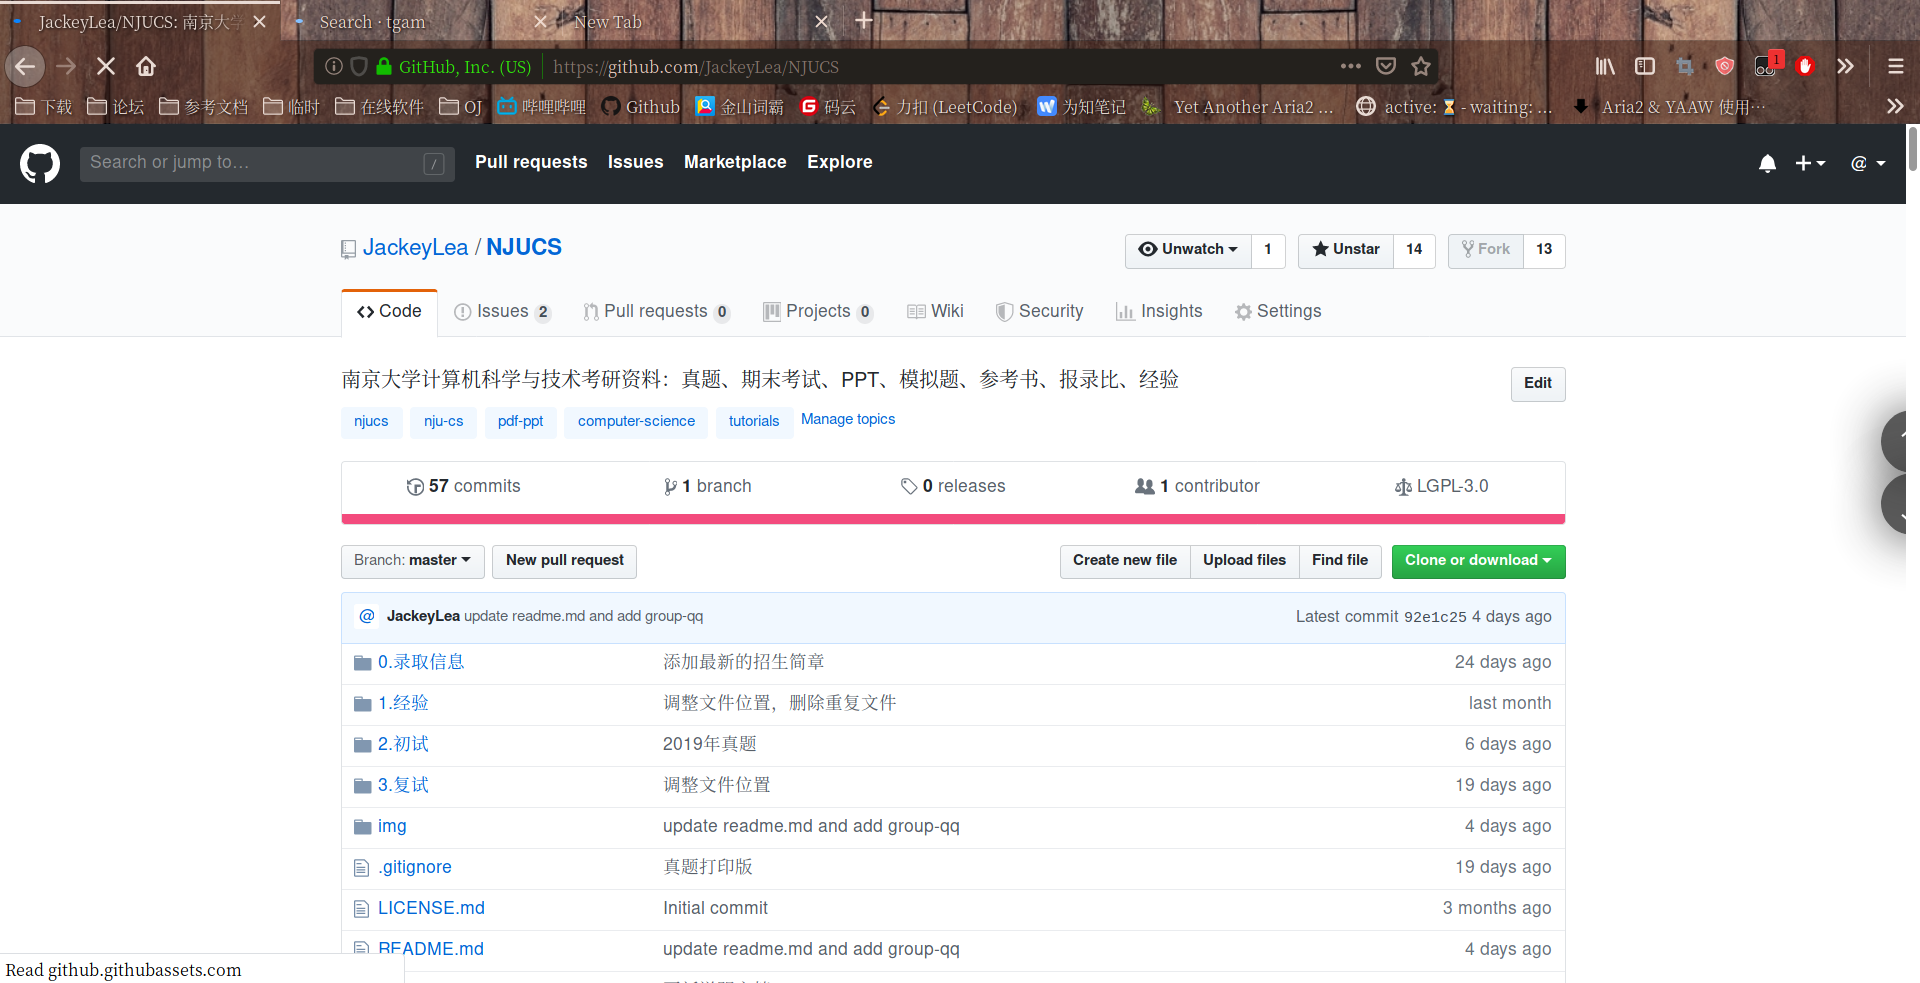 JackeyLea/NJUCS: 南京大学
Search · tgam
New Tab
GitHub, Inc. (US)
https://github.com/JackeyLea/NJUCS
1
下载 论坛 参考文档 临时 在线软件 OJ 哔哩哔哩 Github 金山词霸 码云 力扣 (LeetCode) 为知笔记 Yet Another Aria2 ... active: ⌛ - waiting: ... Aria2 & YAAW 使用···
Search or jump to…
/
Pull requests Issues Marketplace Explore
JackeyLea / NJUCS
Unwatch 1
Unstar 14
Fork 13
Code
Issues 2
Pull requests 0
Projects 0
Wiki
Security
Insights
Settings
南京大学计算机科学与技术考研资料：真题、期末考试、PPT、模拟题、参考书、报录比、经验
Edit
njucs nju-cs pdf-ppt computer-science tutorials Manage topics
57 commits
1 branch
0 releases
1 contributor
LGPL-3.0
Branch: master
New pull request
Create new file
Upload files
Find file
Clone or download
JackeyLea update readme.md and add group-qq
Latest commit 92e1c25 4 days ago
0.录取信息 添加最新的招生简章 24 days ago
1.经验 调整文件位置，删除重复文件 last month
2.初试 2019年真题 6 days ago
3.复试 调整文件位置 19 days ago
img update readme.md and add group-qq 4 days ago
.gitignore 真题打印版 19 days ago
LICENSE.md Initial commit 3 months ago
README.md update readme.md and add group-qq 4 days ago
Read github.githubassets.com